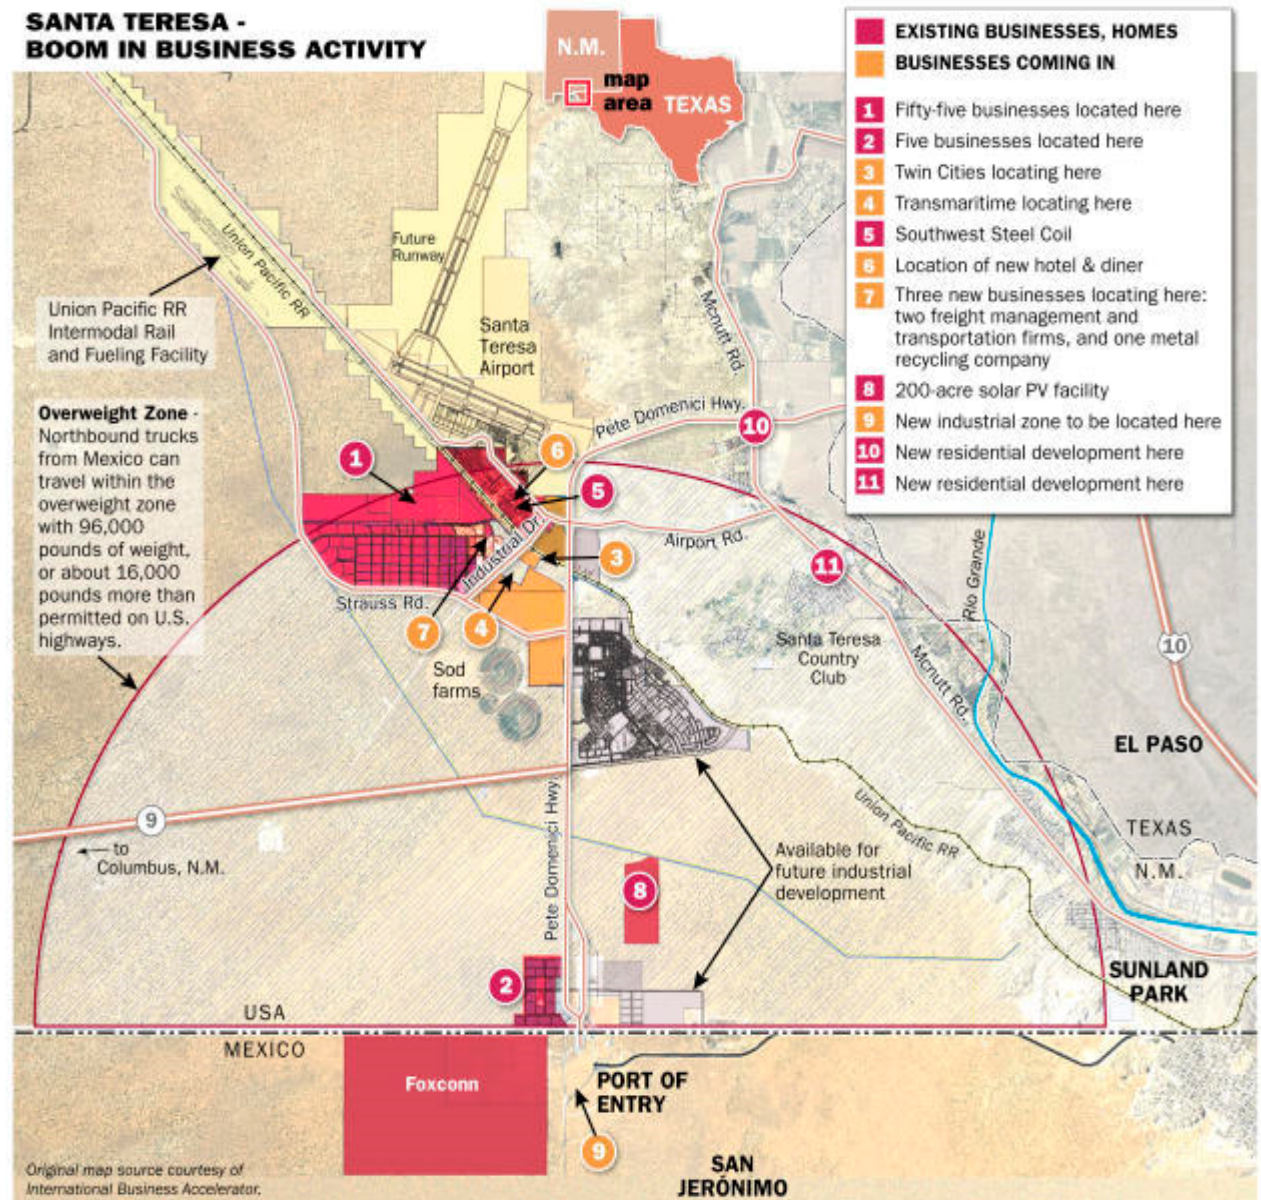 SANTA TERESA -
BOOM IN BUSINESS ACTIVITY
N.M.
map
area
TEXAS
EXISTING BUSINESSES, HOMES
BUSINESSES COMING IN
1 Fifty-five businesses located here
2 Five businesses located here
3 Twin Cities locating here
4 Transmaritime locating here
5 Southwest Steel Coil
6 Location of new hotel & diner
7 Three new businesses locating here:
two freight management and
transportation firms, and one metal
recycling company
8 200-acre solar PV facility
9 New industrial zone to be located here
10 New residential development here
11 New residential development here
Union Pacific RR
Future
Runway
Santa
Teresa
Airport
Mcnutt Rd.
Pete Domenici Hwy.
Union Pacific RR
Intermodal Rail
and Fueling Facility
Overweight Zone -
Northbound trucks
from Mexico can
travel within the
overweight zone
with 96,000
pounds of weight,
or about 16,000
pounds more than
permitted on U.S.
highways.
1
6
5
10
3
11
7
4
Industrial Dr.
Airport Rd.
Strauss Rd.
Sod
farms
Santa Teresa
Country
Club
Mcnutt Rd.
Rio Grande
10
EL PASO
TEXAS
N.M.
9
to
Columbus, N.M.
Pete Domenici Hwy.
Union Pacific RR
Available for
future industrial
development
8
2
SUNLAND
PARK
USA
MEXICO
Foxconn
PORT OF
ENTRY
9
SAN
JERÓNIMO
Original map source courtesy of
International Business Accelerator.